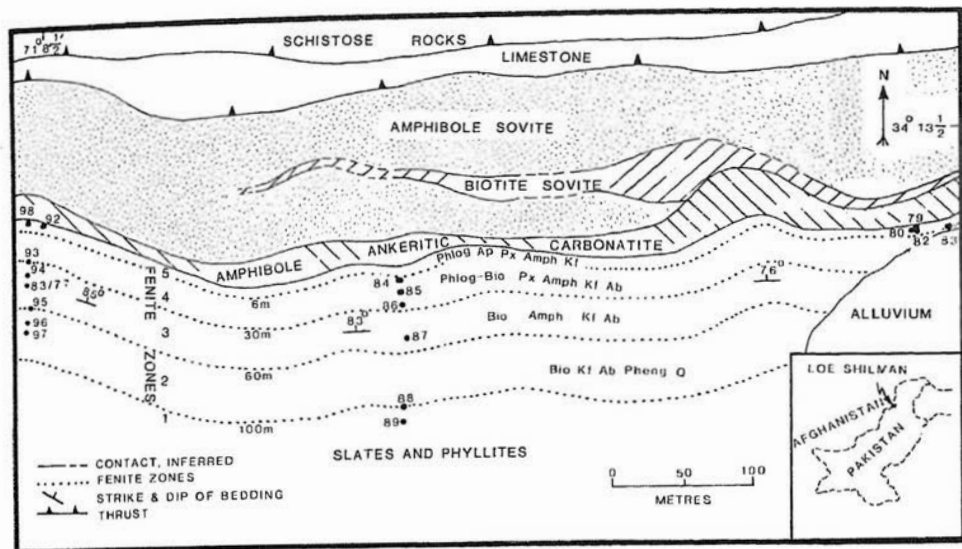 71° 8 1/2'
SCHISTOSE ROCKS
LIMESTONE
N
34° 13 1/2
AMPHIBOLE SOVITE
BIOTITE SOVITE
AMPHIBOLE ANKERITIC CARBONATITE
98
92
93
94
83/7
95
96
97
85°
FENITE ZONES
5
4
3
2
1
6m
30m
60m
100m
Phlog Ap Px Amph Kf
Phlog-Bio Px Amph Kf Ab
Bio Amph Kf Ab
Bio Kf Ab Pheng Q
84
85
86
87
88
89
83°
76°
79
80
82
83
ALLUVIUM
SLATES AND PHYLLITES
CONTACT, INFERRED
FENITE ZONES
STRIKE & DIP OF BEDDING
THRUST
0 50 100
METRES
LOE SHILMAN
AFGHANISTAN
PAKISTAN